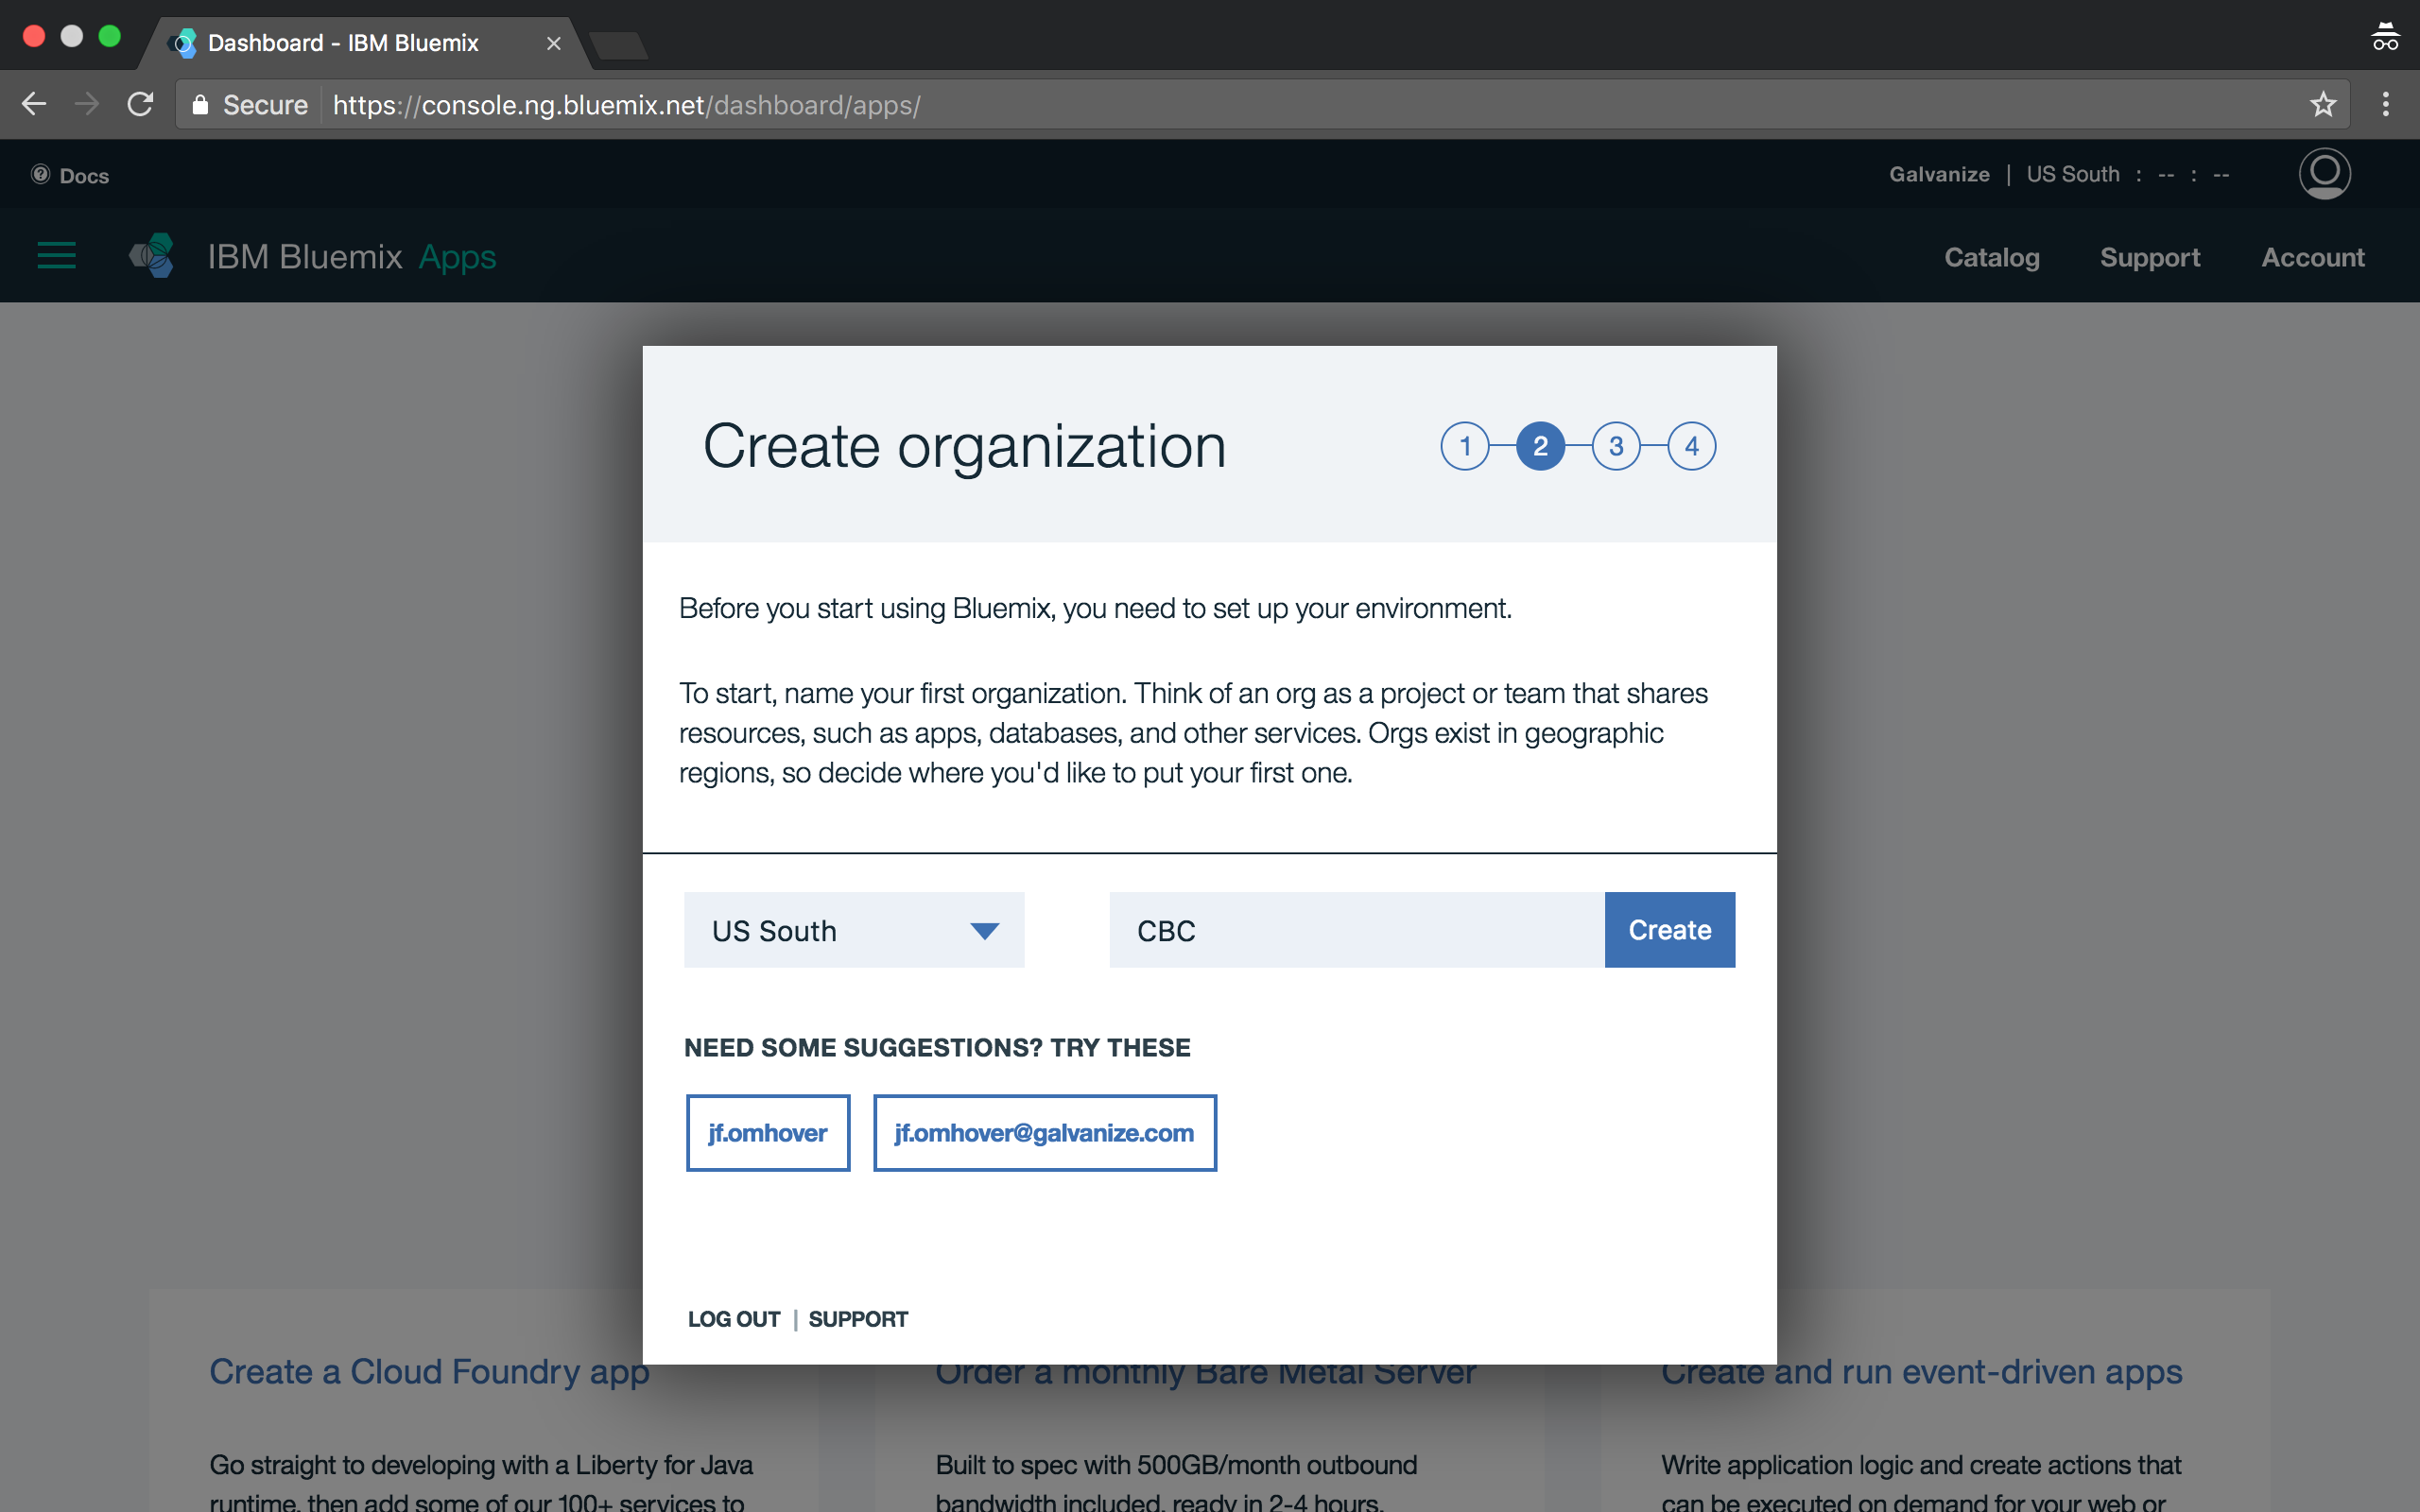 Dashboard - IBM Bluemix
Secure https://console.ng.bluemix.net/dashboard/apps/
Docs
Galvanize | US South : -- : --
IBM Bluemix Apps
Catalog Support Account
Create organization
1 2 3 4
Before you start using Bluemix, you need to set up your environment.
To start, name your first organization. Think of an org as a project or team that shares
resources, such as apps, databases, and other services. Orgs exist in geographic
regions, so decide where you'd like to put your first one.
US South CBC Create
NEED SOME SUGGESTIONS? TRY THESE
jf.omhover jf.omhover@galvanize.com
LOG OUT | SUPPORT
Create a Cloud Foundry app
Order a monthly Bare Metal Server
Create and run event-driven apps
Go straight to developing with a Liberty for Java
runtime, then add some of our 100+ services to
Built to spec with 500GB/month outbound
bandwidth included, ready in 2-4 hours.
Write application logic and create actions that
can be executed on demand for your web or